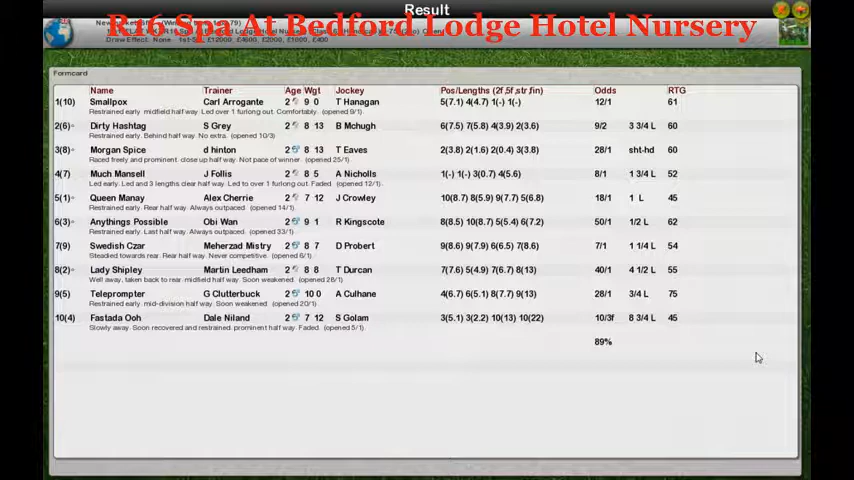 Result
R16 Spa At Bedford Lodge Hotel Nursery
Draw Effect: None 1st-5th, £12000, £4600, £2000, £1000, £400
Formcard
Name Trainer Age Wgt Jockey Pos/Lengths (2f,5f,str,fin) Odds RTG
1(10) Smallpox Carl Arrogante 2 9 0 T Hanagan 5(7.1) 4(4.7) 1(-) 1(-) 12/1 61
Restrained early. midfield half way. Led over 1 furlong out. Comfortably. (opened 9/1)
2(6) Dirty Hashtag S Grey 2 8 13 B Mchugh 6(7.5) 7(5.8) 4(3.9) 2(3.6) 9/2 3 3/4 L 60
Restrained early. Behind half way. No extra. (opened 10/3)
3(8) Morgan Spice d hinton 2 8 13 T Eaves 2(3.8) 2(1.6) 2(0.4) 3(3.8) 28/1 sht-hd 60
Raced freely and prominent. close up half way. Not pace of winner. (opened 25/1)
4(7) Much Mansell J Follis 2 8 5 A Nicholls 1(-) 1(-) 3(0.7) 4(5.6) 8/1 1 3/4 L 52
Led early. Led and 3 lengths clear half way. Led to over 1 furlong out. Faded. (opened 12/1)
5(1) Queen Manay Alex Cherrie 2 7 12 J Crowley 10(8.7) 8(5.9) 9(7.7) 5(6.8) 18/1 1 L 45
Restrained early. Rear half way. Always outpaced. (opened 14/1)
6(3) Anythings Possible Obi Wan 2 9 1 R Kingscote 8(8.5) 10(8.7) 5(5.4) 6(7.2) 50/1 1/2 L 62
Restrained early. Last half way. Always outpaced. (opened 33/1)
7(9) Swedish Czar Meherzad Mistry 2 8 7 D Probert 9(8.6) 9(7.9) 6(6.5) 7(8.6) 7/1 1 1/4 L 54
Steadied towards rear. Rear half way. Never competitive. (opened 6/1)
8(2) Lady Shipley Martin Leedham 2 8 8 T Durcan 7(7.6) 5(4.9) 7(6.7) 8(13) 40/1 4 1/2 L 55
Well away, taken back to rear. midfield half way. Soon weakened. (opened 28/1)
9(5) Teleprompter G Clutterbuck 2 10 0 A Culhane 4(6.7) 6(5.1) 8(7.7) 9(13) 28/1 3/4 L 75
Restrained early. mid-division half way. Soon weakened. (opened 20/1)
10(4) Fastada Ooh Dale Niland 2 7 12 S Golam 3(5.1) 3(2.2) 10(13) 10(22) 10/3f 8 3/4 L 45
Slowly away. Soon recovered and restrained. prominent half way. Faded. (opened 5/1)
89%